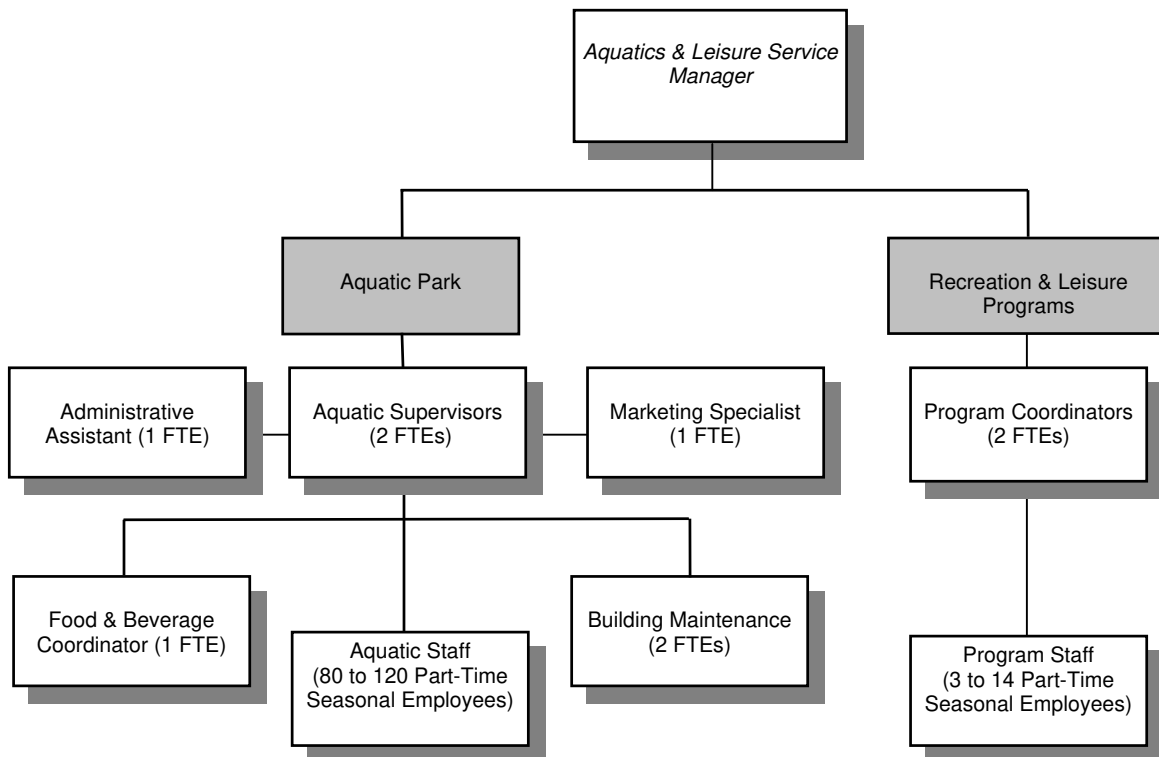 Aquatics & Leisure Service
Manager
Aquatic Park
Recreation & Leisure
Programs
Administrative
Assistant (1 FTE)
Aquatic Supervisors
(2 FTEs)
Marketing Specialist
(1 FTE)
Program Coordinators
(2 FTEs)
Food & Beverage
Coordinator (1 FTE)
Aquatic Staff
(80 to 120 Part-Time
Seasonal Employees)
Building Maintenance
(2 FTEs)
Program Staff
(3 to 14 Part-Time
Seasonal Employees)